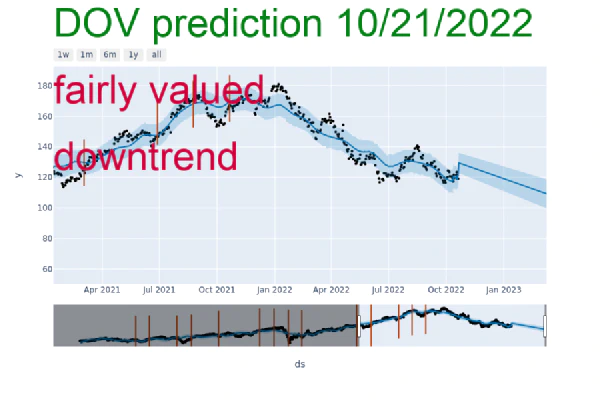 DOV prediction 10/21/2022
1w 1m 6m 1y all
fairly valued
downtrend
180
160
140
120
100
80
60
y
Apr 2021 Jul 2021 Oct 2021 Jan 2022 Apr 2022 Jul 2022 Oct 2022 Jan 2023
ds